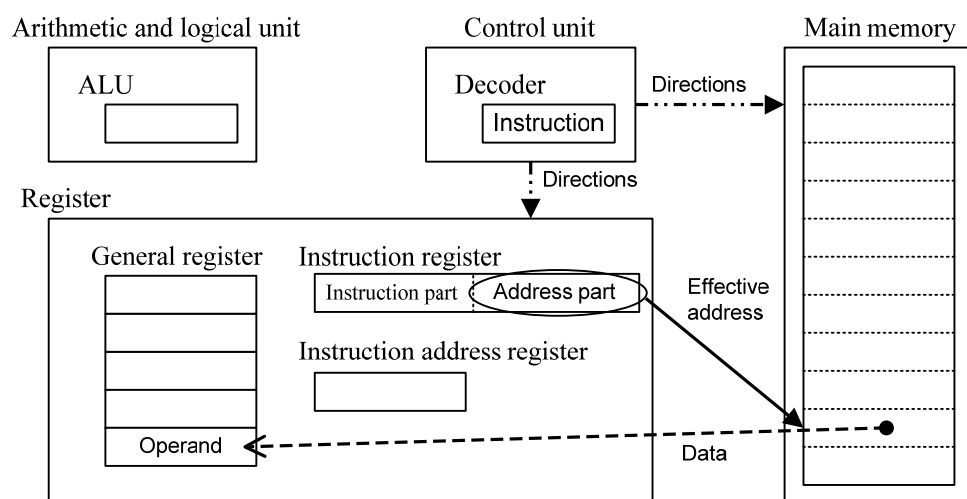 Arithmetic and logical unit
Control unit
Main memory
ALU
Decoder
Instruction
Directions
Directions
Register
General register
Instruction register
Instruction part
Address part
Effective
address
Instruction address register
Operand
Data